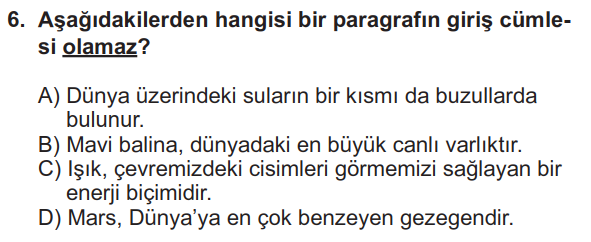 6. Aşağıdakilerden hangisi bir paragrafın giriş cümle-
si olamaz?
A) Dünya üzerindeki suların bir kısmı da buzullarda
bulunur.
B) Mavi balina, dünyadaki en büyük canlı varlıktır.
C) Işık, çevremizdeki cisimleri görmemizi sağlayan bir
enerji biçimidir.
D) Mars, Dünya'ya en çok benzeyen gezegendir.